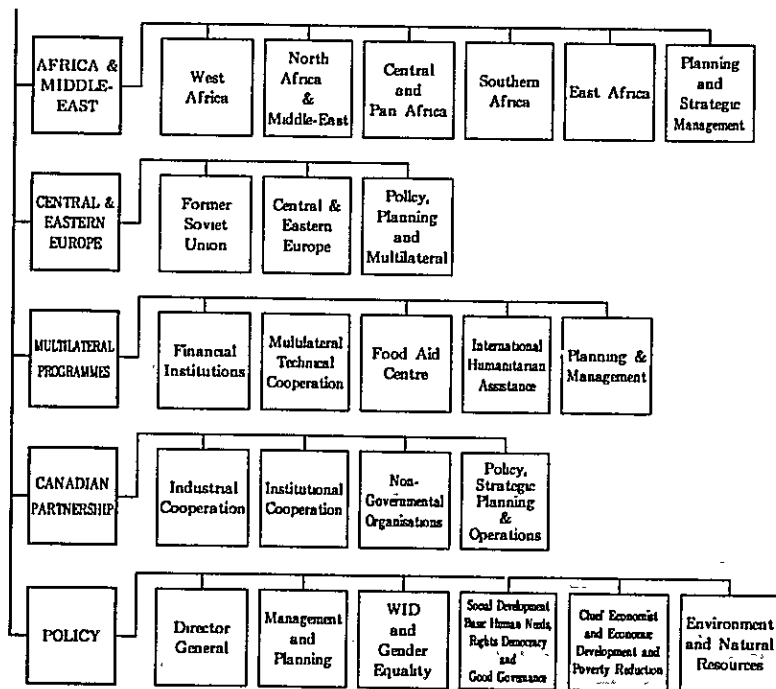 AFRICA &
MIDDLE-
EAST
West
Africa
North
Africa
&
Middle-East
Central
and
Pan Africa
Southern
Africa
East Africa
Planning
and
Strategic
Management
CENTRAL &
EASTERN
EUROPE
Former
Soviet
Union
Central &
Eastern
Europe
Policy,
Planning
and
Multilateral
MULTILATERAL
PROGRAMMES
Financial
Institutions
Multilateral
Technical
Cooperation
Food Aid
Centre
International
Humanitarian
Assistance
Planning &
Management
CANADIAN
PARTNERSHIP
Industrial
Cooperation
Institutional
Cooperation
Non-
Governmental
Organisations
Policy,
Strategic
Planning
&
Operations
POLICY
Director
General
Management
and
Planning
WID
and
Gender
Equality
Social Development
Basic Human Needs,
Rights Democracy
and
Good Governance
Chief Economist
and Economic
Development and
Poverty Reduction
Environment
and Natural
Resources